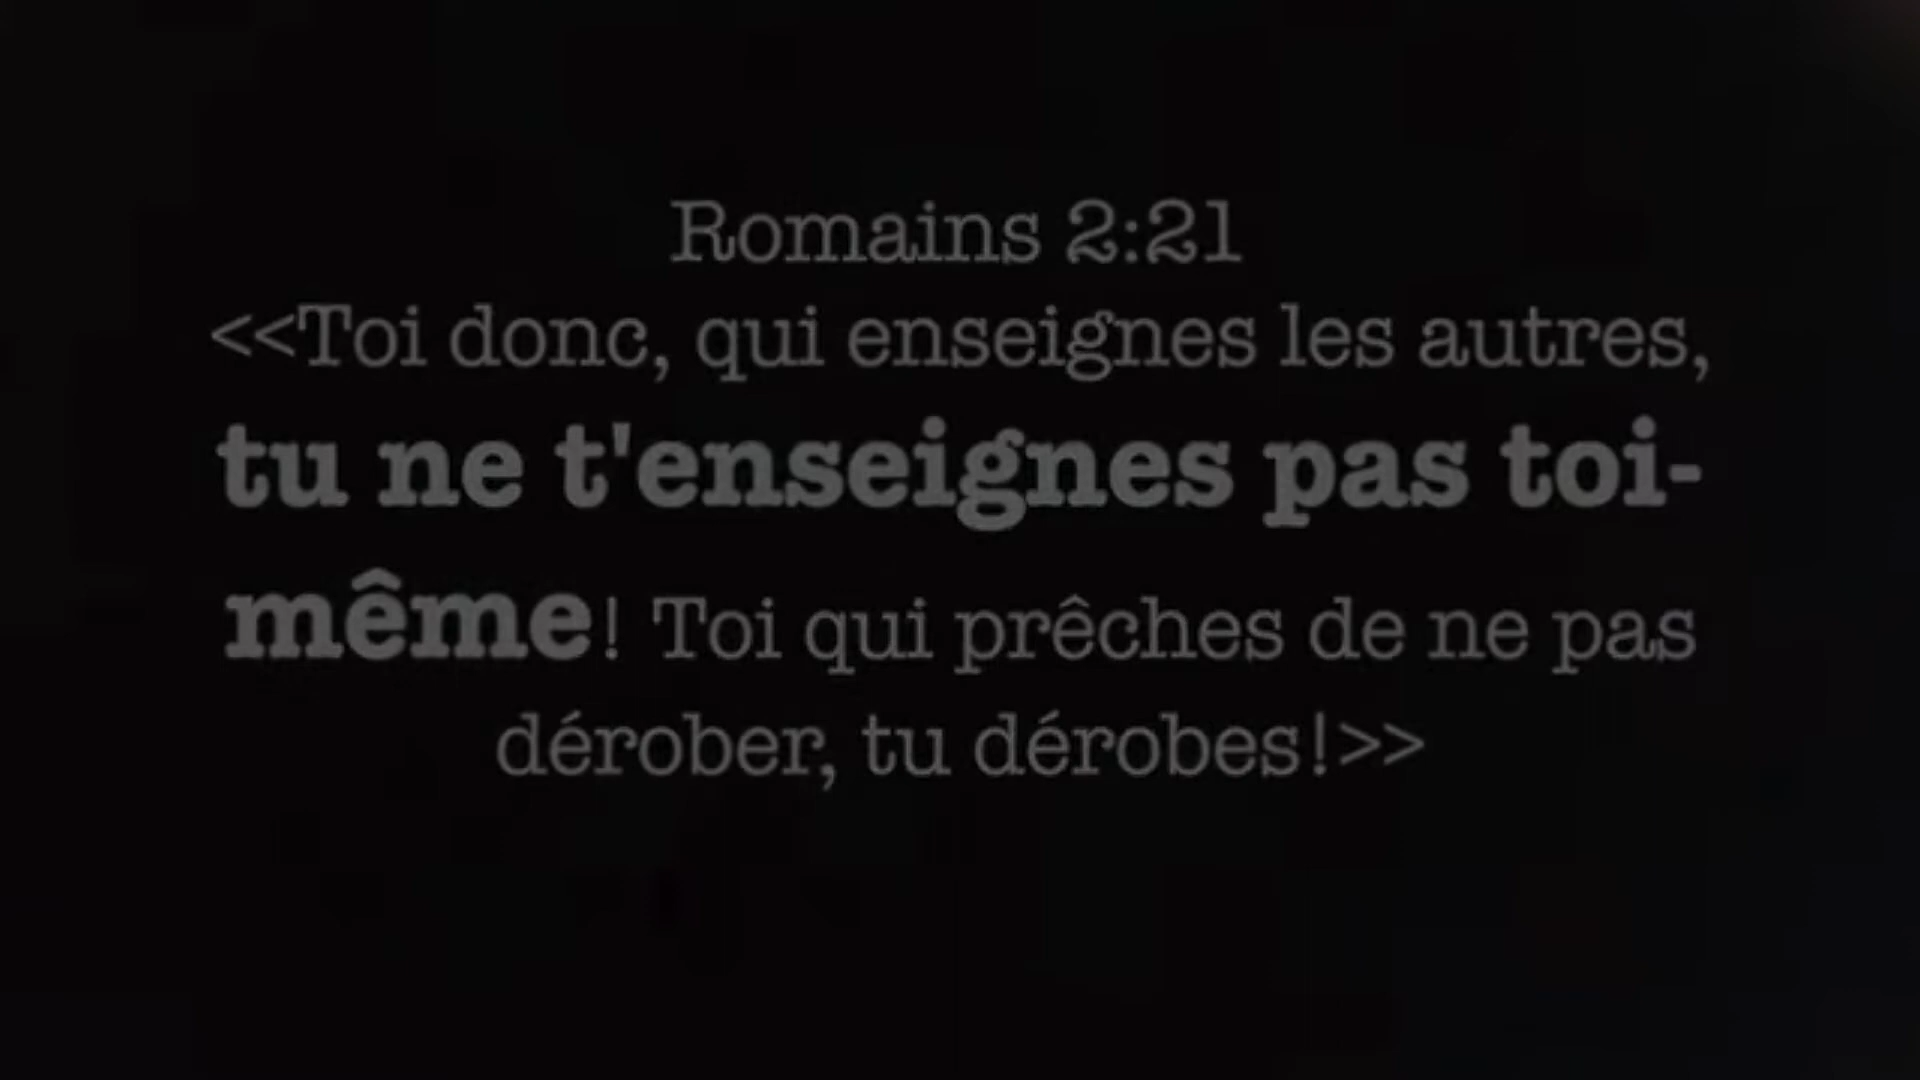 Romains 2:21
<<Toi donc, qui enseignes les autres,
tu ne t'enseignes pas toi-
même! Toi qui prêches de ne pas
dérober, tu dérobes!>>